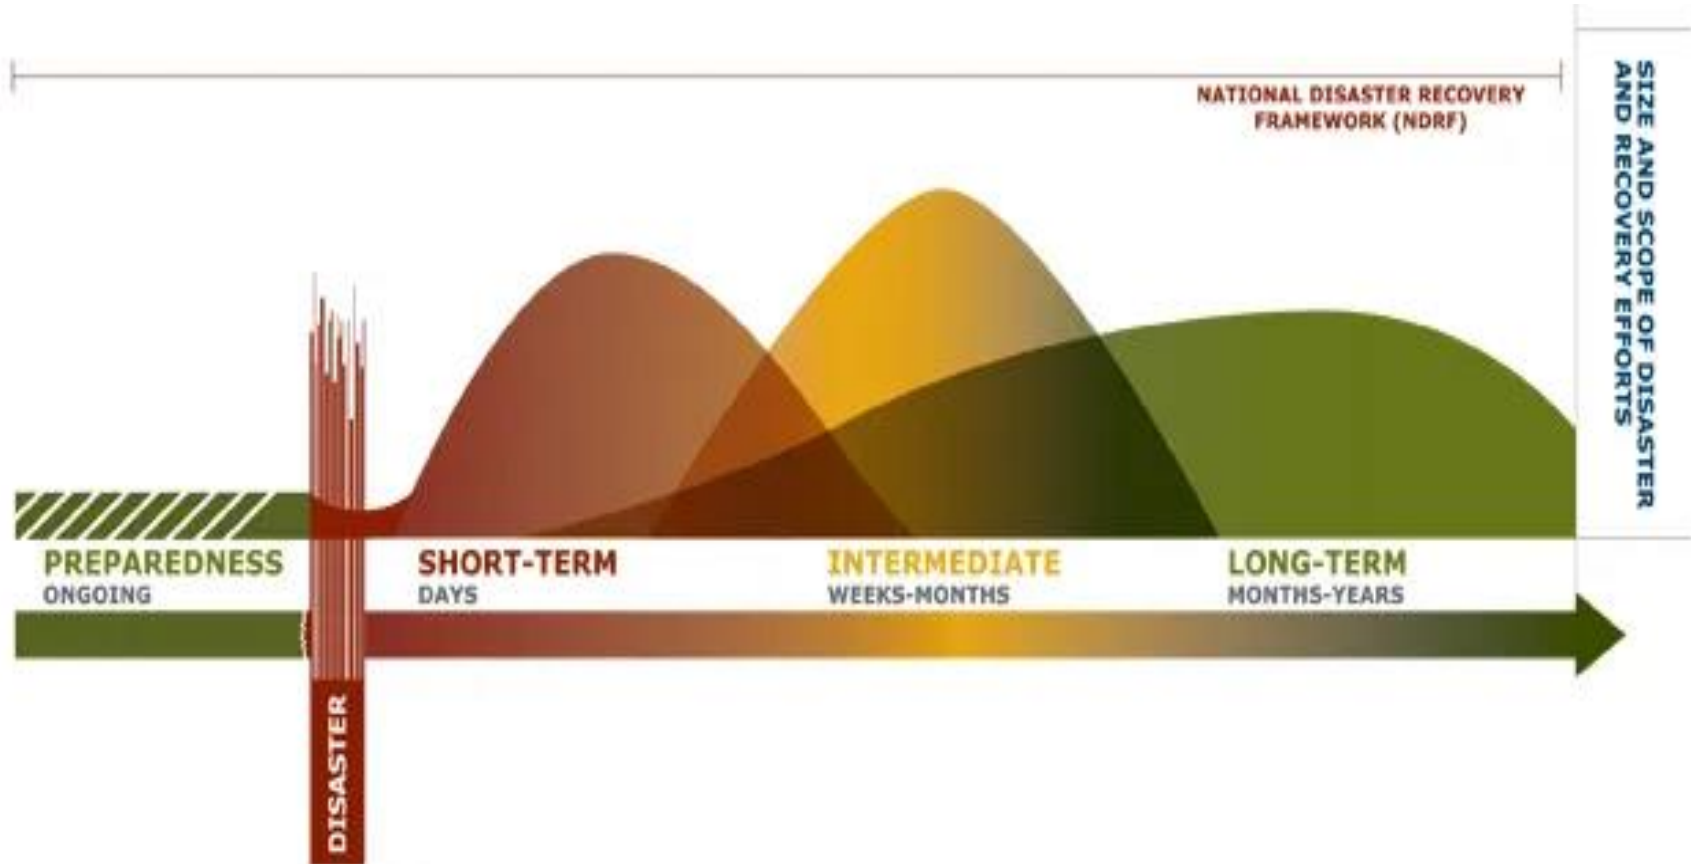 NATIONAL DISASTER RECOVERY
FRAMEWORK (NDRF)
SIZE AND SCOPE OF DISASTER
AND RECOVERY EFFORTS
PREPAREDNESS
ONGOING
SHORT-TERM
DAYS
INTERMEDIATE
WEEKS-MONTHS
LONG-TERM
MONTHS-YEARS
DISASTER